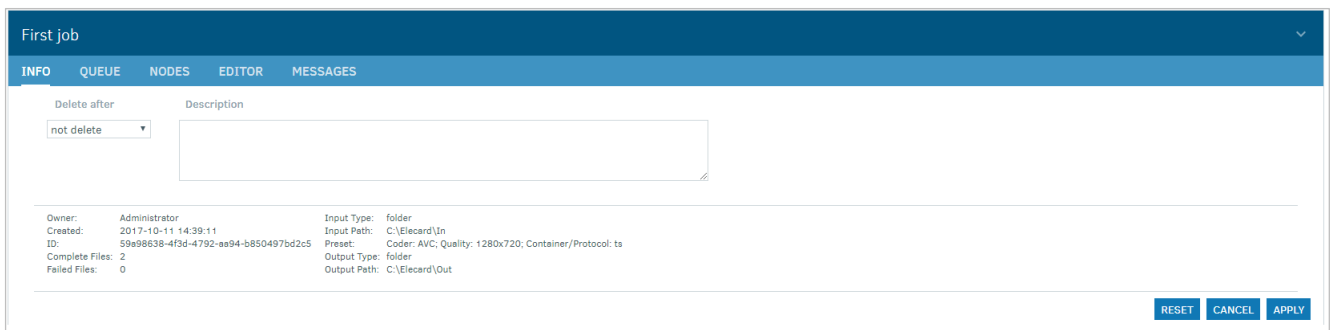 First job
INFO QUEUE NODES EDITOR MESSAGES
Delete after Description
not delete
Owner: Administrator Input Type: folder
Created: 2017-10-11 14:39:11 Input Path: C:\Elecard\In
ID: 59a98638-4f3d-4792-aa94-b850497bd2c5 Preset: Coder: AVC; Quality: 1280x720; Container/Protocol: ts
Complete Files: 2 Output Type: folder
Failed Files: 0 Output Path: C:\Elecard\Out
RESET CANCEL APPLY